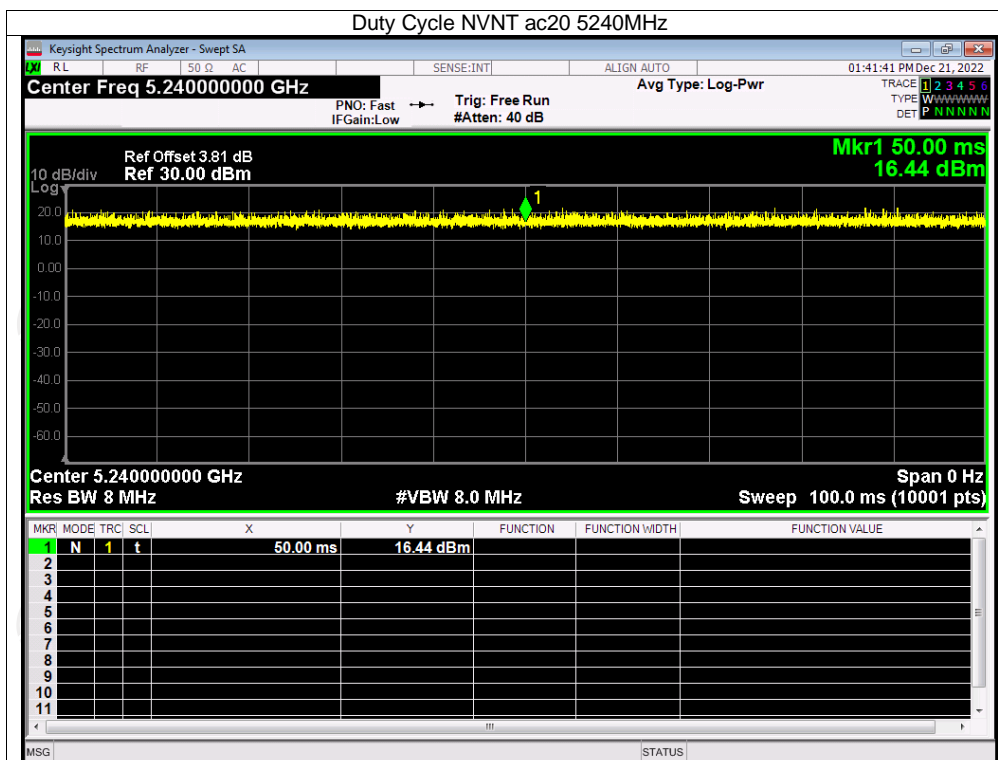 Duty Cycle NVNT ac20 5240MHz
Keysight Spectrum Analyzer - Swept SA
LXI RL RF 50 Ω AC SENSE:INT ALIGN AUTO 01:41:41 PM Dec 21, 2022
Center Freq 5.240000000 GHz
PNO: Fast
IFGain:Low
Trig: Free Run
#Atten: 40 dB
Avg Type: Log-Pwr
TRACE 1 2 3 4 5 6
TYPE WWWWWW
DET P N N N N N
Ref Offset 3.81 dB
Mkr1 50.00 ms
10 dB/div Ref 30.00 dBm
16.44 dBm
Log
1
20.0
10.0
0.00
-10.0
-20.0
-30.0
-40.0
-50.0
-60.0
Center 5.240000000 GHz Span 0 Hz
Res BW 8 MHz #VBW 8.0 MHz Sweep 100.0 ms (10001 pts)
MKR MODE TRC SCL X Y FUNCTION FUNCTION WIDTH FUNCTION VALUE
1 N 1 t 50.00 ms 16.44 dBm
2
3
4
5
6
7
8
9
10
11
MSG STATUS